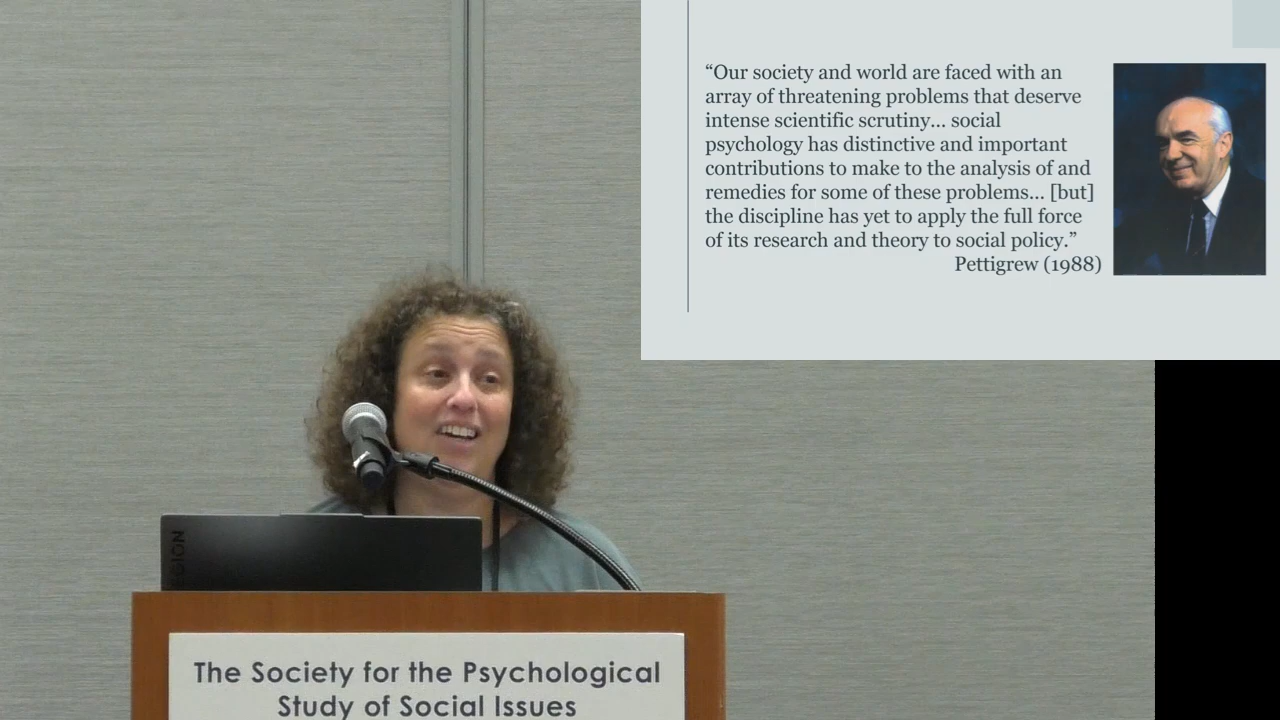 “Our society and world are faced with an
array of threatening problems that deserve
intense scientific scrutiny... social
psychology has distinctive and important
contributions to make to the analysis of and
remedies for some of these problems... [but]
the discipline has yet to apply the full force
of its research and theory to social policy.”
Pettigrew (1988)
The Society for the Psychological
Study of Social Issues